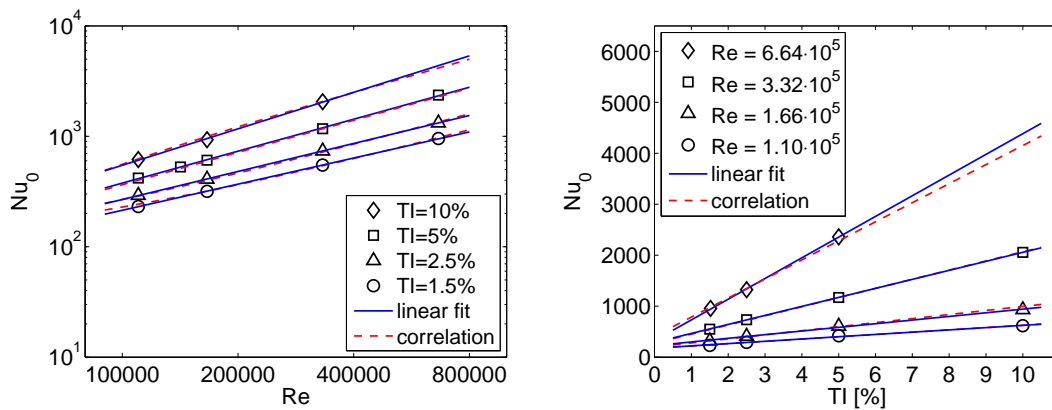 10^4
10^3
10^2
10^1
Nu_0
100000 200000 400000 800000
Re
TI=10%
TI=5%
TI=2.5%
TI=1.5%
linear fit
correlation
6000
5000
4000
3000
2000
1000
0
Nu_0
0 1 2 3 4 5 6 7 8 9 10
TI [%]
Re = 6.64·10^5
Re = 3.32·10^5
Re = 1.66·10^5
Re = 1.10·10^5
linear fit
correlation